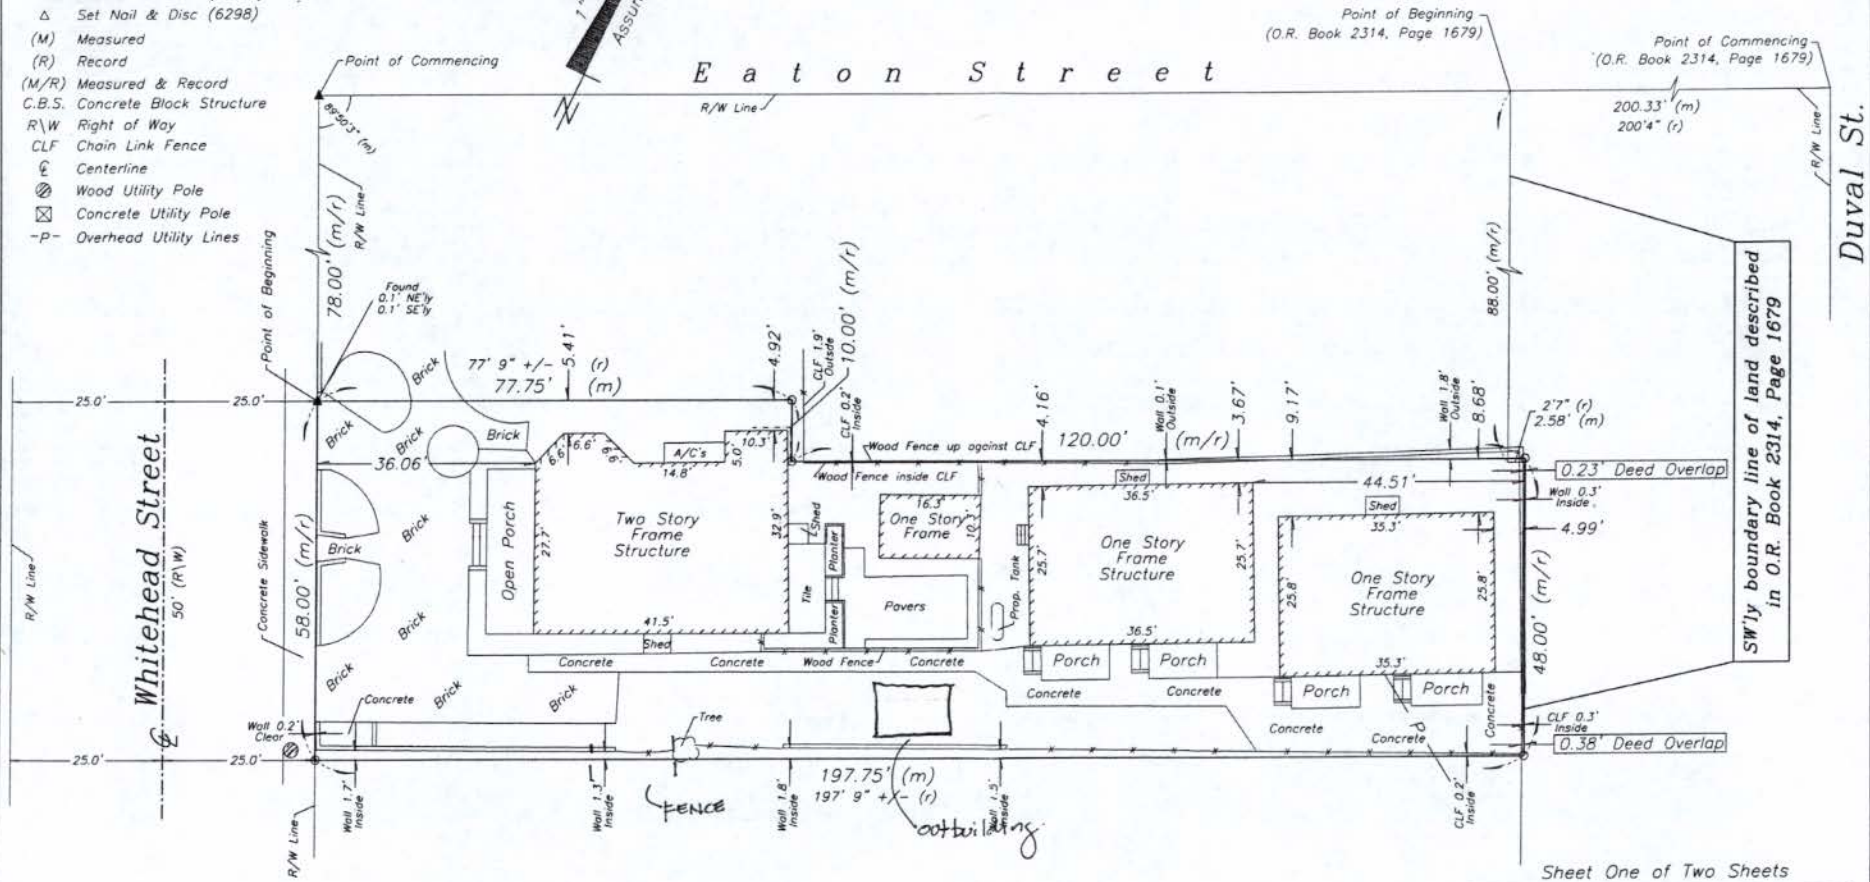 △ Set Nail & Disc (6298)
(M) Measured
(R) Record
(M/R) Measured & Record
C.B.S. Concrete Block Structure
R\W Right of Way
CLF Chain Link Fence
℄ Centerline
Wood Utility Pole
Concrete Utility Pole
-P- Overhead Utility Lines
1"
Assu
Point of Commencing
Eaton Street
R/W Line
Point of Beginning
(O.R. Book 2314, Page 1679)
Point of Commencing
(O.R. Book 2314, Page 1679)
200.33' (m)
200'4" (r)
R/W Line
Duval St.
89°50'3" (m)
78.00' (m/r)
R/W Line
Point of Beginning
Found
0.1' NE'ly
0.1' SE'ly
88.00' (m/r)
SW'ly boundary line of land described
in O.R. Book 2314, Page 1679
77' 9" +/- (r)
77.75' (m)
5.41'
4.92'
CLF 1.9'
Outside
10.00' (m/r)
CLF 0.2'
Inside
4.16'
Wall 0.1'
Outside
3.67'
9.17'
Wall 1.8'
Outside
8.68'
2'7" (r)
2.58' (m)
25.0'
25.0'
Brick
Brick
Brick
Brick
36.06'
6.6'
6.6'
6.6'
A/C's
14.8'
5.0'
10.3'
Wood Fence up against CLF
120.00' (m/r)
Wood Fence inside CLF
0.23' Deed Overlap
Wall 0.3'
Inside
4.99'
44.51'
Shed
36.5'
Shed
35.3'
Whitehead Street
50' (R\W)
R/W Line
Concrete Sidewalk
58.00' (m/r)
Brick
Brick
Brick
Brick
Brick
Brick
Open Porch
27.7'
Two Story
Frame
Structure
32.9'
Shed
Tile
Planter
Planter
16.3'
One Story
Frame
10.3'
Pavers
Prop. Tank
25.7'
One Story
Frame
Structure
25.7'
25.8'
One Story
Frame
Structure
25.8'
48.00' (m/r)
41.5'
Shed
36.5'
35.3'
Concrete
Concrete
Wood Fence
Concrete
Porch
Porch
Porch
Porch
Concrete
Concrete
Concrete
Concrete
Concrete
P
Concrete
Tree
Wall 0.2'
Clear
CLF 0.3'
Inside
0.38' Deed Overlap
25.0'
25.0'
℄
R/W Line
Wall 1.7'
Inside
Wall 1.3'
Inside
FENCE
Wall 1.8'
Inside
197.75' (m)
197' 9" +/- (r)
outbuilding
Wall 1.5'
Inside
CLF 0.2'
Inside
Sheet One of Two Sheets